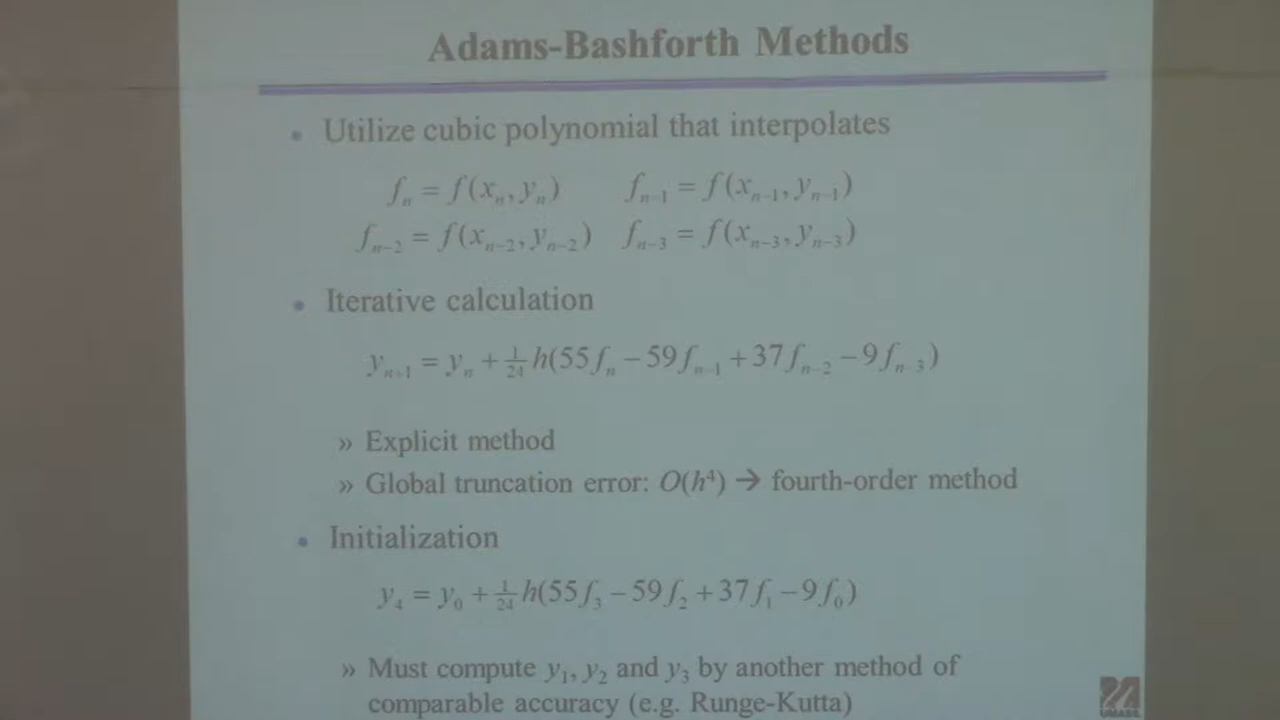 Adams-Bashforth Methods
• Utilize cubic polynomial that interpolates
fₙ = f(xₙ, yₙ) fₙ₋₁ = f(xₙ₋₁, yₙ₋₁)
fₙ₋₂ = f(xₙ₋₂, yₙ₋₂) fₙ₋₃ = f(xₙ₋₃, yₙ₋₃)
• Iterative calculation
yₙ₊₁ = yₙ + 1/24 h(55fₙ − 59fₙ₋₁ + 37fₙ₋₂ − 9fₙ₋₃)
» Explicit method
» Global truncation error: O(h⁴) → fourth-order method
• Initialization
y₄ = y₀ + 1/24 h(55f₃ − 59f₂ + 37f₁ − 9f₀)
» Must compute y₁, y₂ and y₃ by another method of
comparable accuracy (e.g. Runge-Kutta)
UMASS